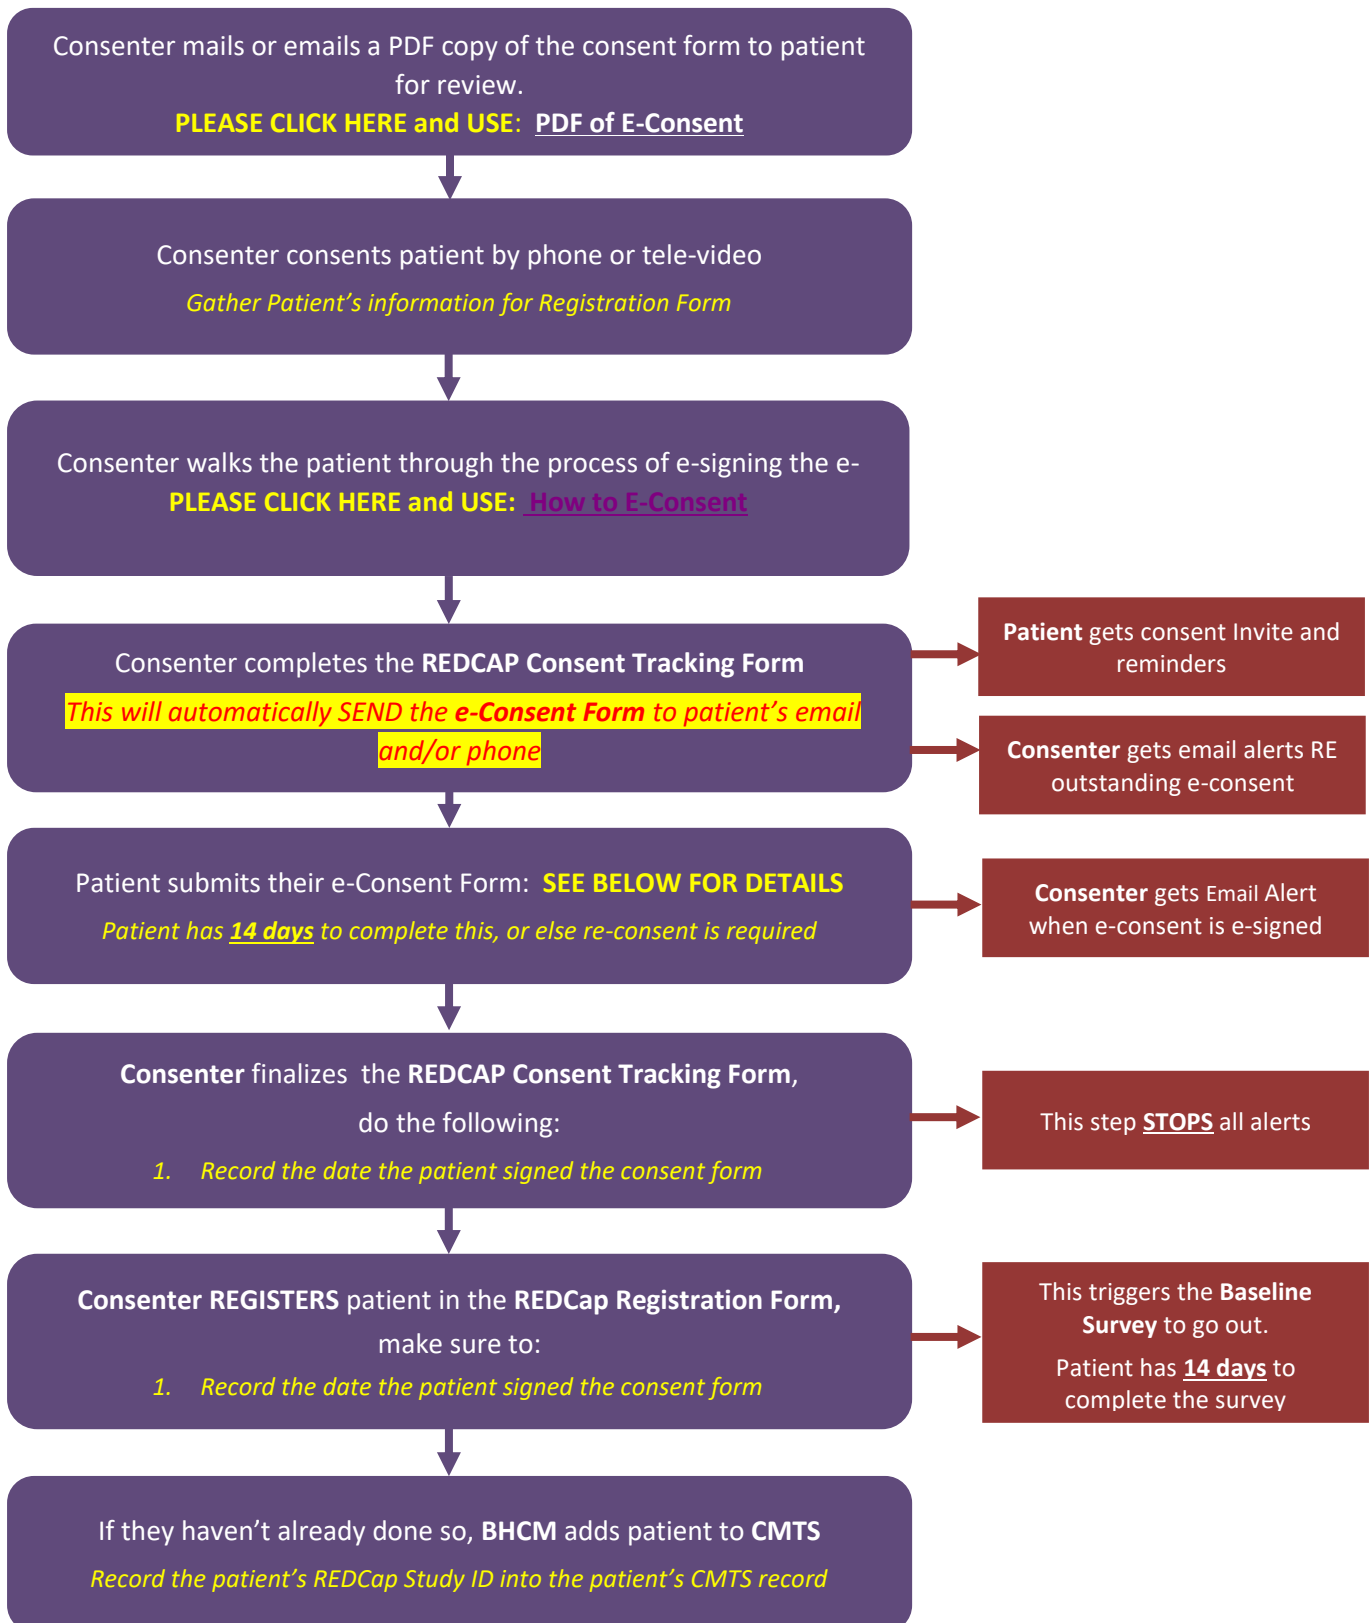 Consenter mails or emails a PDF copy of the consent form to patient
for review.
PLEASE CLICK HERE and USE: PDF of E-Consent
Consenter consents patient by phone or tele-video
Gather Patient’s information for Registration Form
Consenter walks the patient through the process of e-signing the e-
PLEASE CLICK HERE and USE: How to E-Consent
Consenter completes the REDCAP Consent Tracking Form
This will automatically SEND the e-Consent Form to patient’s email
and/or phone
Patient gets consent Invite and
reminders
Consenter gets email alerts RE
outstanding e-consent
Patient submits their e-Consent Form: SEE BELOW FOR DETAILS
Patient has 14 days to complete this, or else re-consent is required
Consenter gets Email Alert
when e-consent is e-signed
Consenter finalizes the REDCAP Consent Tracking Form,
do the following:
1. Record the date the patient signed the consent form
This step STOPS all alerts
Consenter REGISTERS patient in the REDCap Registration Form,
make sure to:
1. Record the date the patient signed the consent form
This triggers the Baseline
Survey to go out.
Patient has 14 days to
complete the survey
If they haven’t already done so, BHCM adds patient to CMTS
Record the patient’s REDCap Study ID into the patient’s CMTS record